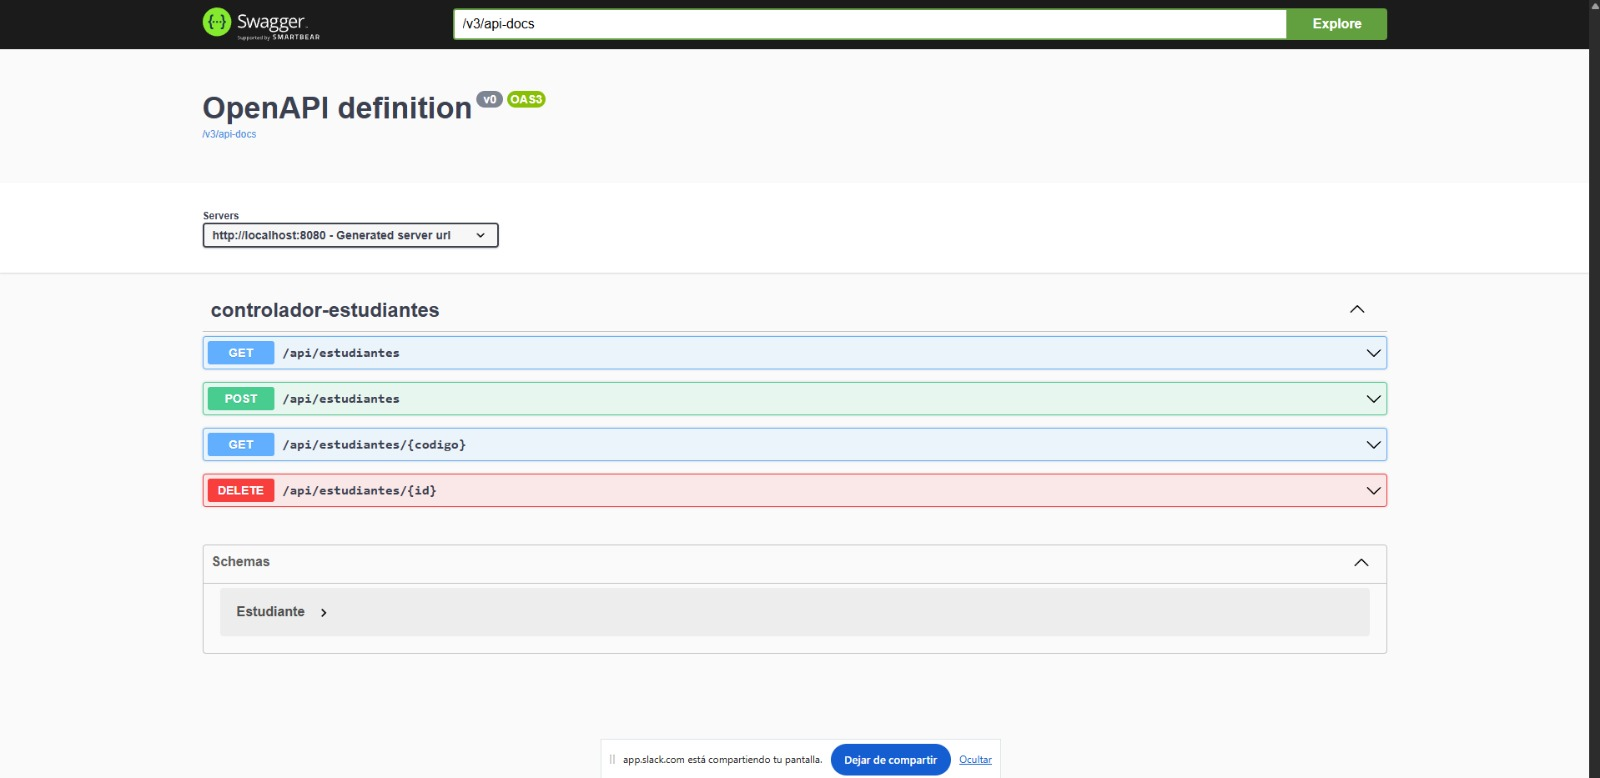 Swagger.
Supported by SMARTBEAR
/v3/api-docs
Explore
OpenAPI definition v0 OAS3
/v3/api-docs
Servers
http://localhost:8080 - Generated server url
controlador-estudiantes
GET /api/estudiantes
POST /api/estudiantes
GET /api/estudiantes/{codigo}
DELETE /api/estudiantes/{id}
Schemas
Estudiante
app.slack.com está compartiendo tu pantalla. Dejar de compartir Ocultar